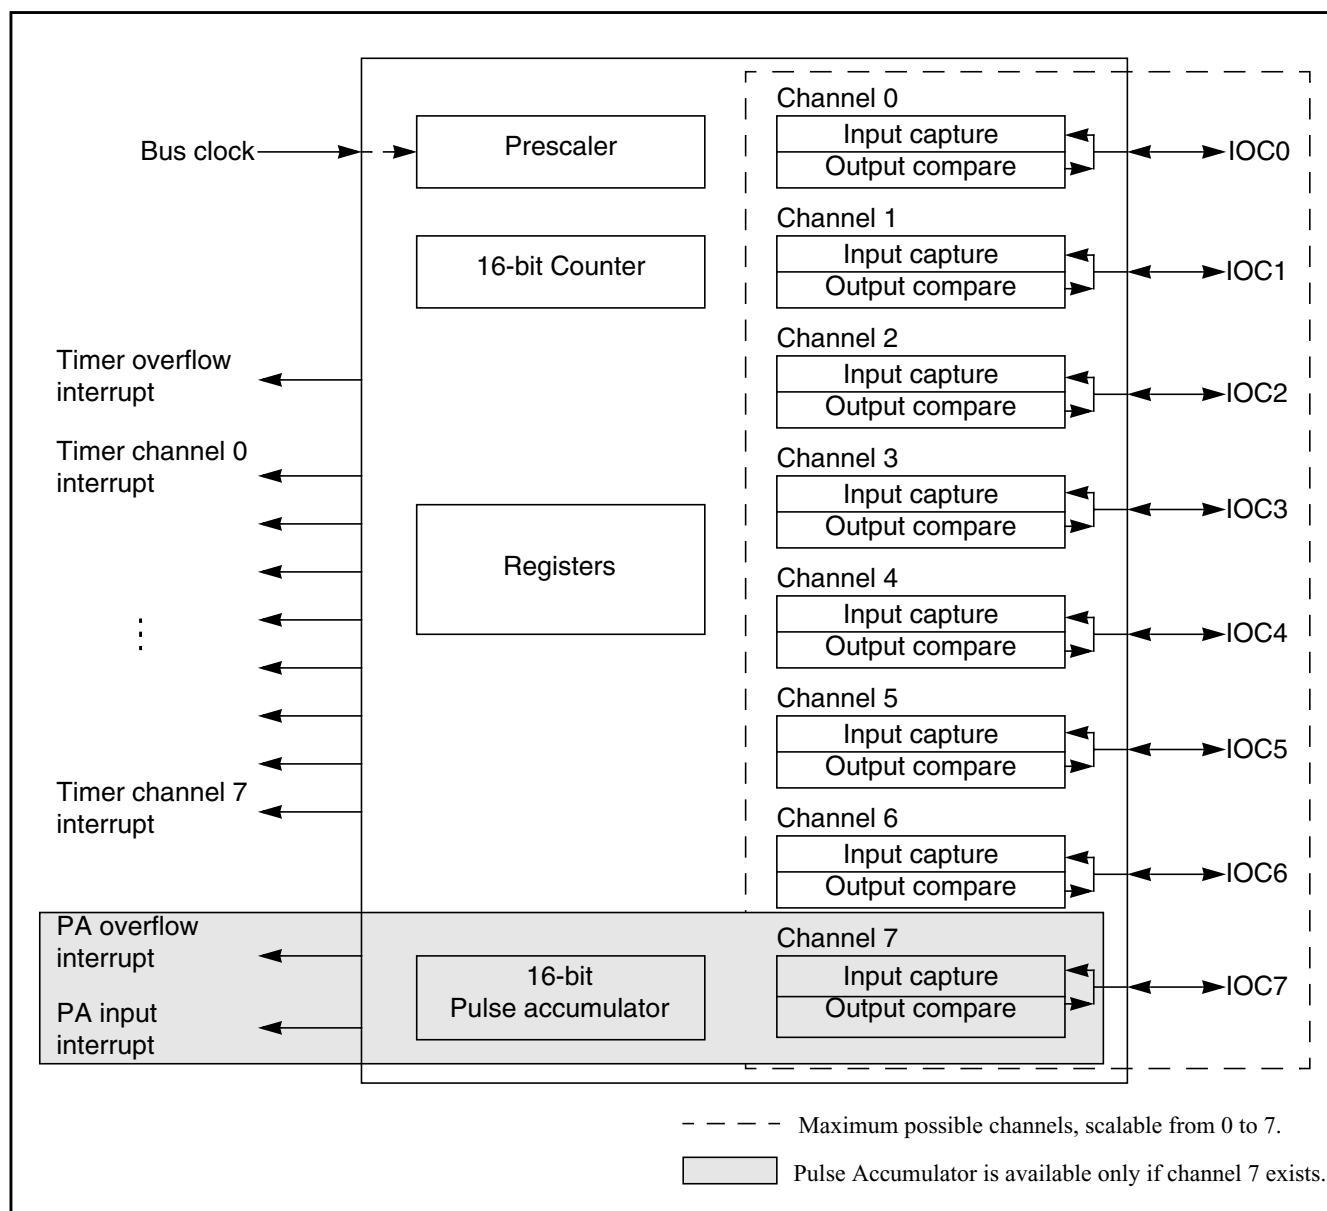 Bus clock
Prescaler
16-bit Counter
Registers
16-bit
Pulse accumulator
Timer overflow
interrupt
Timer channel 0
interrupt
Timer channel 7
interrupt
PA overflow
interrupt
PA input
interrupt
Channel 0
Input capture
Output compare
IOC0
Channel 1
Input capture
Output compare
IOC1
Channel 2
Input capture
Output compare
IOC2
Channel 3
Input capture
Output compare
IOC3
Channel 4
Input capture
Output compare
IOC4
Channel 5
Input capture
Output compare
IOC5
Channel 6
Input capture
Output compare
IOC6
Channel 7
Input capture
Output compare
IOC7
Maximum possible channels, scalable from 0 to 7.
Pulse Accumulator is available only if channel 7 exists.